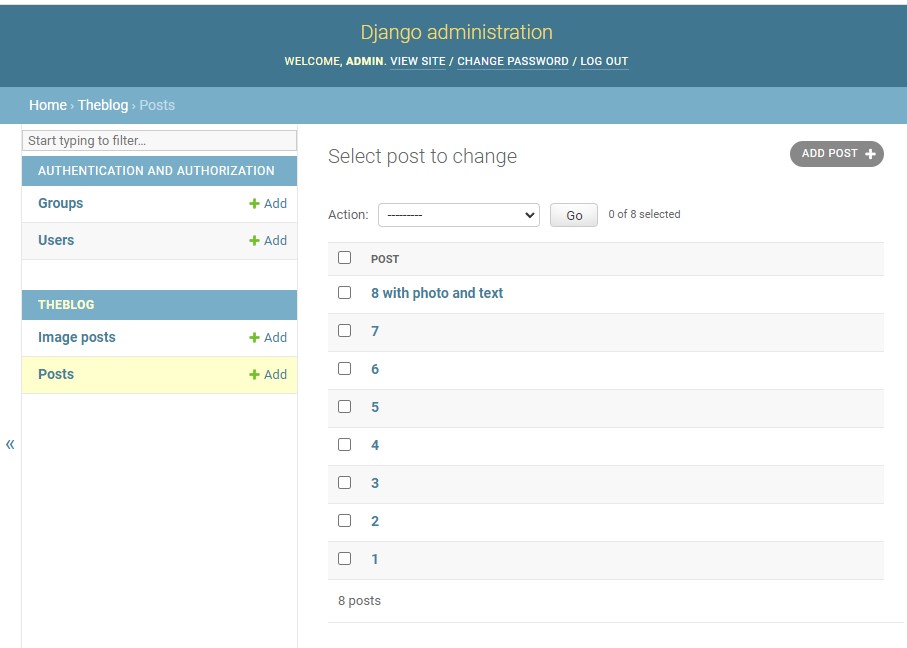 Django administration
WELCOME, ADMIN. VIEW SITE / CHANGE PASSWORD / LOG OUT
Home › Theblog › Posts
Start typing to filter...
AUTHENTICATION AND AUTHORIZATION
Groups + Add
Users + Add
THEBLOG
Image posts + Add
Posts + Add
«
Select post to change
ADD POST +
Action: --------- Go 0 of 8 selected
POST
8 with photo and text
7
6
5
4
3
2
1
8 posts